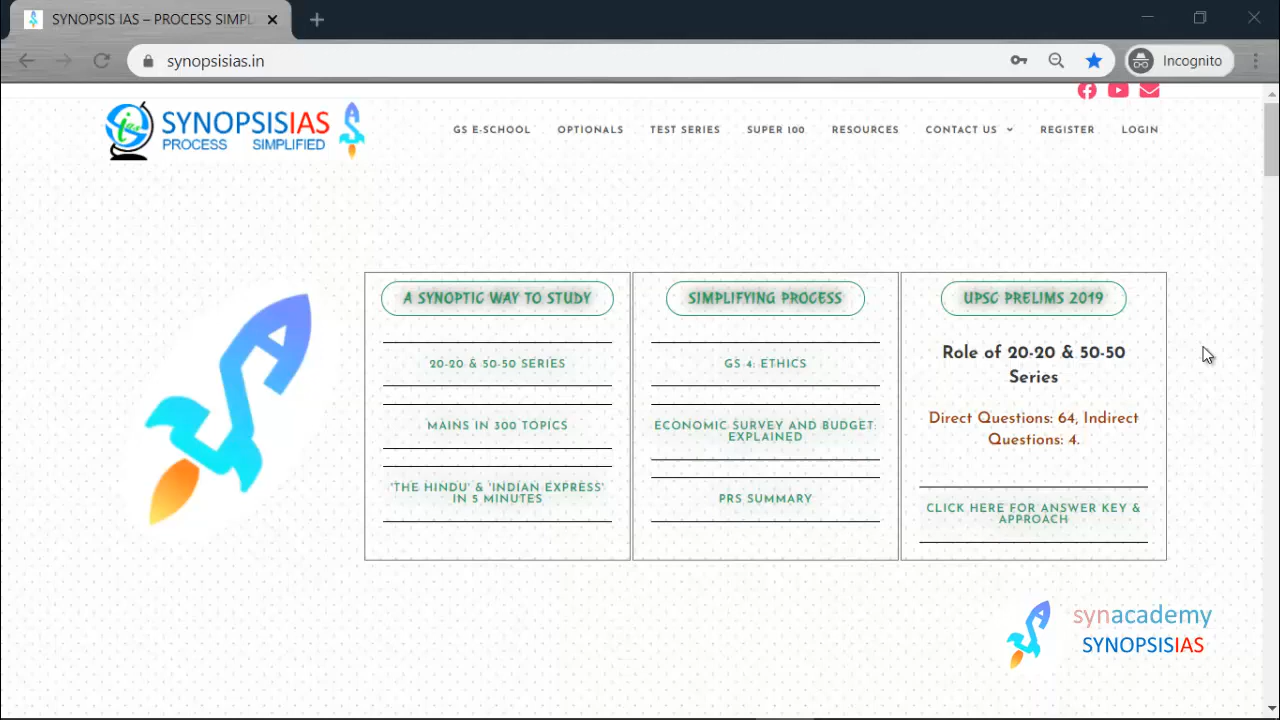 SYNOPSIS IAS – PROCESS SIMPL
synopsisias.in
Incognito
ias
SYNOPSISIAS
PROCESS SIMPLIFIED
GS E-SCHOOL
OPTIONALS
TEST SERIES
SUPER 100
RESOURCES
CONTACT US
REGISTER
LOGIN
A SYNOPTIC WAY TO STUDY
20-20 & 50-50 SERIES
MAINS IN 300 TOPICS
'THE HINDU' & 'INDIAN EXPRESS'
IN 5 MINUTES
SIMPLIFYING PROCESS
GS 4: ETHICS
ECONOMIC SURVEY AND BUDGET:
EXPLAINED
PRS SUMMARY
UPSC PRELIMS 2019
Role of 20-20 & 50-50
Series
Direct Questions: 64, Indirect
Questions: 4.
CLICK HERE FOR ANSWER KEY &
APPROACH
synacademy
SYNOPSISIAS